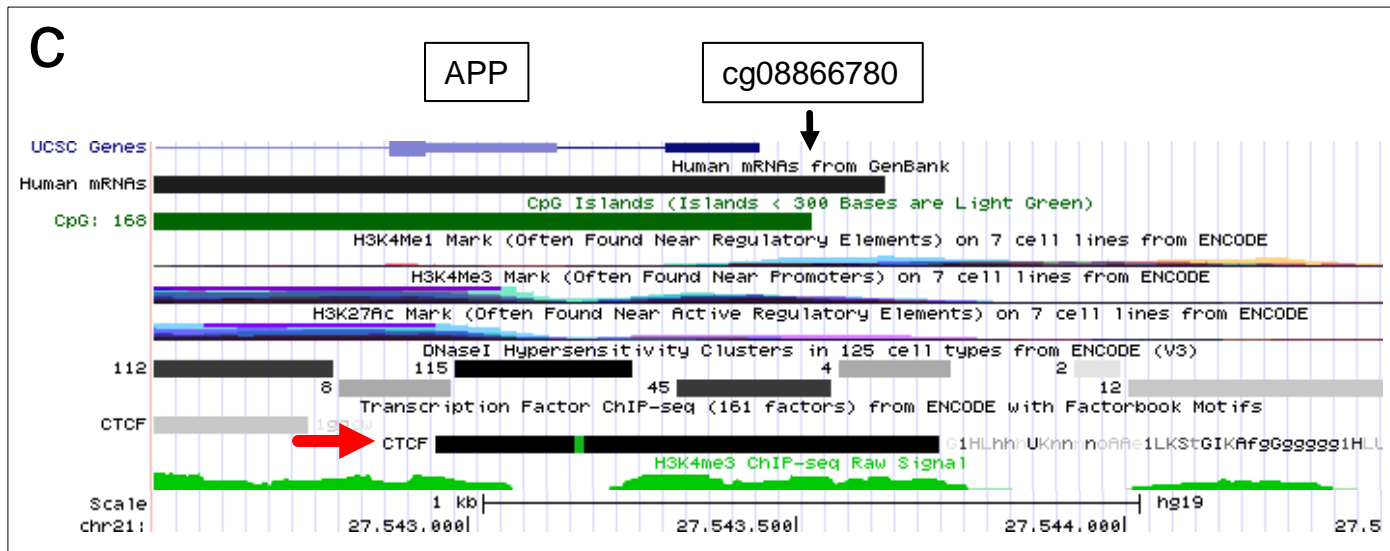 C
APP
cg08866780
UCSC Genes
Human mRNAs from GenBank
Human mRNAs
CpG Islands (Islands < 300 Bases are Light Green)
CpG: 168
H3K4Me1 Mark (Often Found Near Regulatory Elements) on 7 cell lines from ENCODE
H3K4Me3 Mark (Often Found Near Promoters) on 7 cell lines from ENCODE
H3K27Ac Mark (Often Found Near Active Regulatory Elements) on 7 cell lines from ENCODE
DNaseI Hypersensitivity Clusters in 125 cell types from ENCODE (V3)
112 115 4 2
8 45 12
Transcription Factor ChIP-seq (161 factors) from ENCODE with Factorbook Motifs
CTCF
CTCF
H3K4me3 ChIP-seq Raw Signal
Scale 1 kb hg19
chr21: 27.543.000 27.543.500 27.544.000 27.5